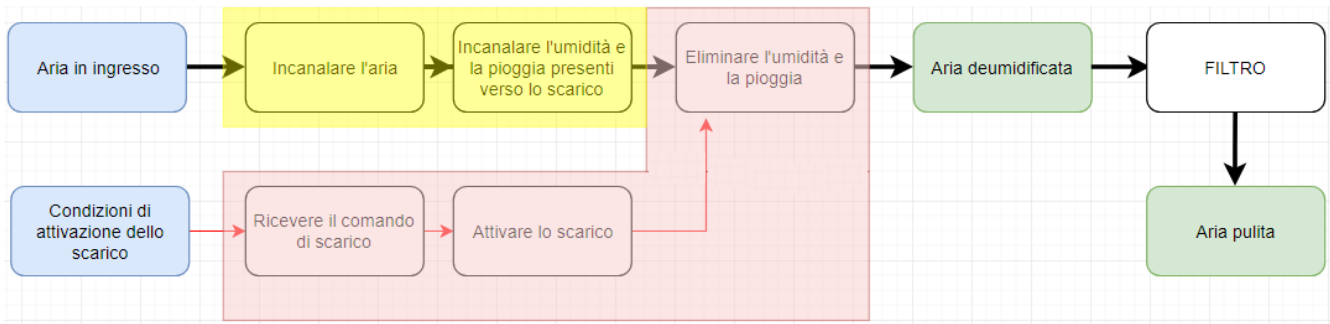 Aria in ingresso
Incanalare l'aria
Incanalare l'umidità e
la pioggia presenti
verso lo scarico
Eliminare l'umidità e
la pioggia
Aria deumidificata
FILTRO
Condizioni di
attivazione dello
scarico
Ricevere il comando
di scarico
Attivare lo scarico
Aria pulita